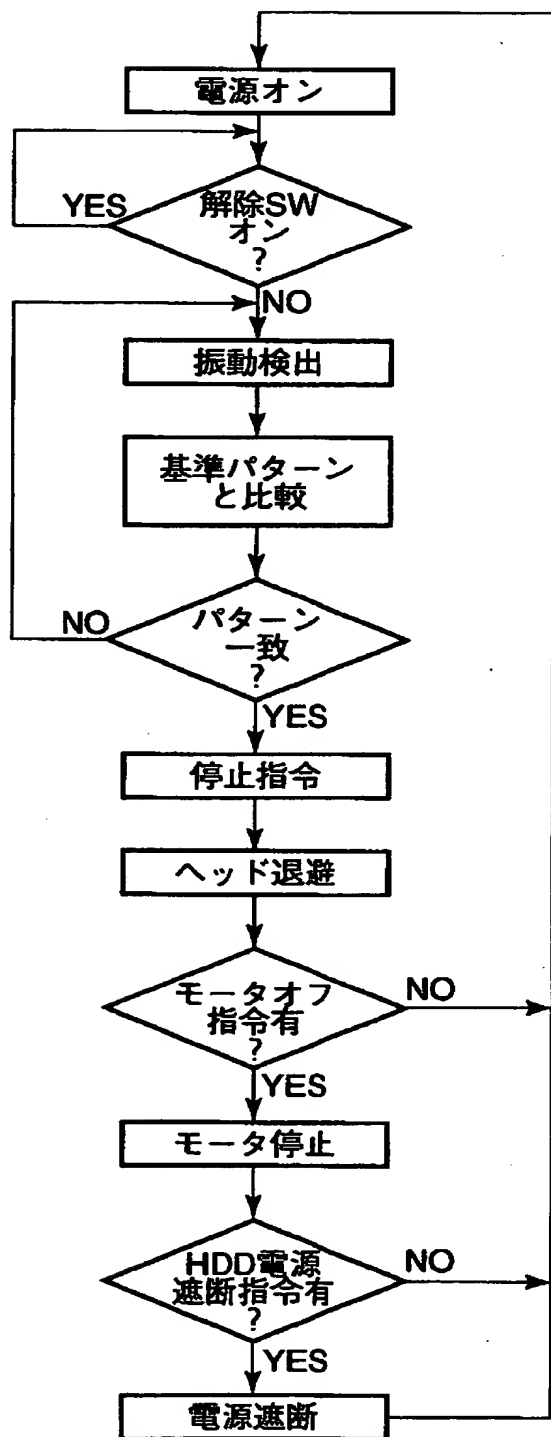 電源オン
YES
解除SW
オン
?
NO
振動検出
基準パターン
と比較
NO
パターン
一致
?
YES
停止指令
ヘッド退避
モータオフ
指令有
?
NO
YES
モータ停止
HDD電源
遮断指令有
?
NO
YES
電源遮断